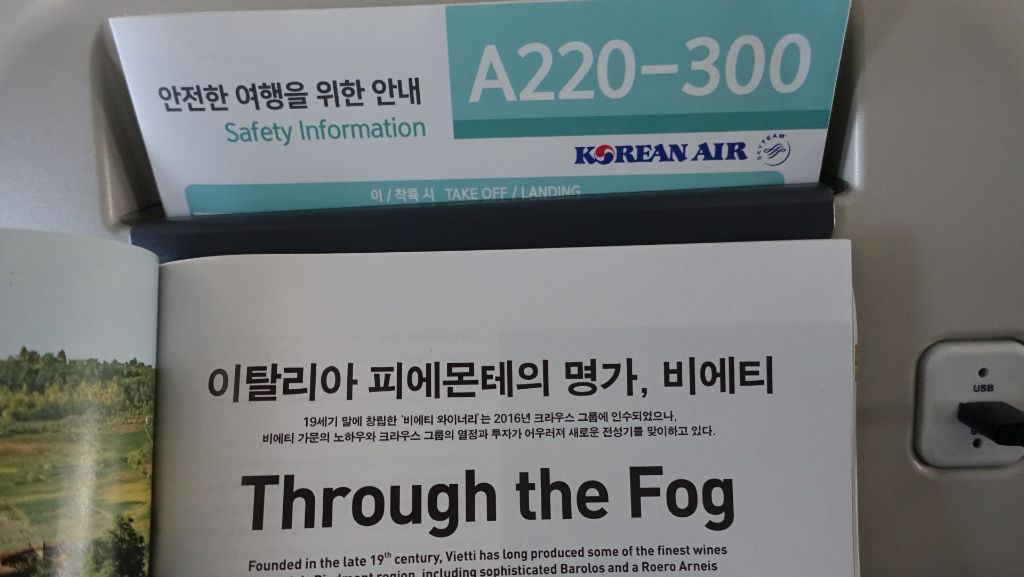 안전한 여행을 위한 안내
Safety Information
A220-300
KOREAN AIR
SKYTEAM
이 / 착륙 시 TAKE OFF / LANDING
이탈리아 피에몬테의 명가, 비에티
19세기 말에 창립한 '비에티 와이너리'는 2016년 크라우스 그룹에 인수되었으나,
비에티 가문의 노하우와 크라우스 그룹의 열정과 투자가 어우러져 새로운 전성기를 맞이하고 있다.
Through the Fog
Founded in the late 19th century, Vietti has long produced some of the finest wines
region, including sophisticated Barolos and a Roero Arneis
USB